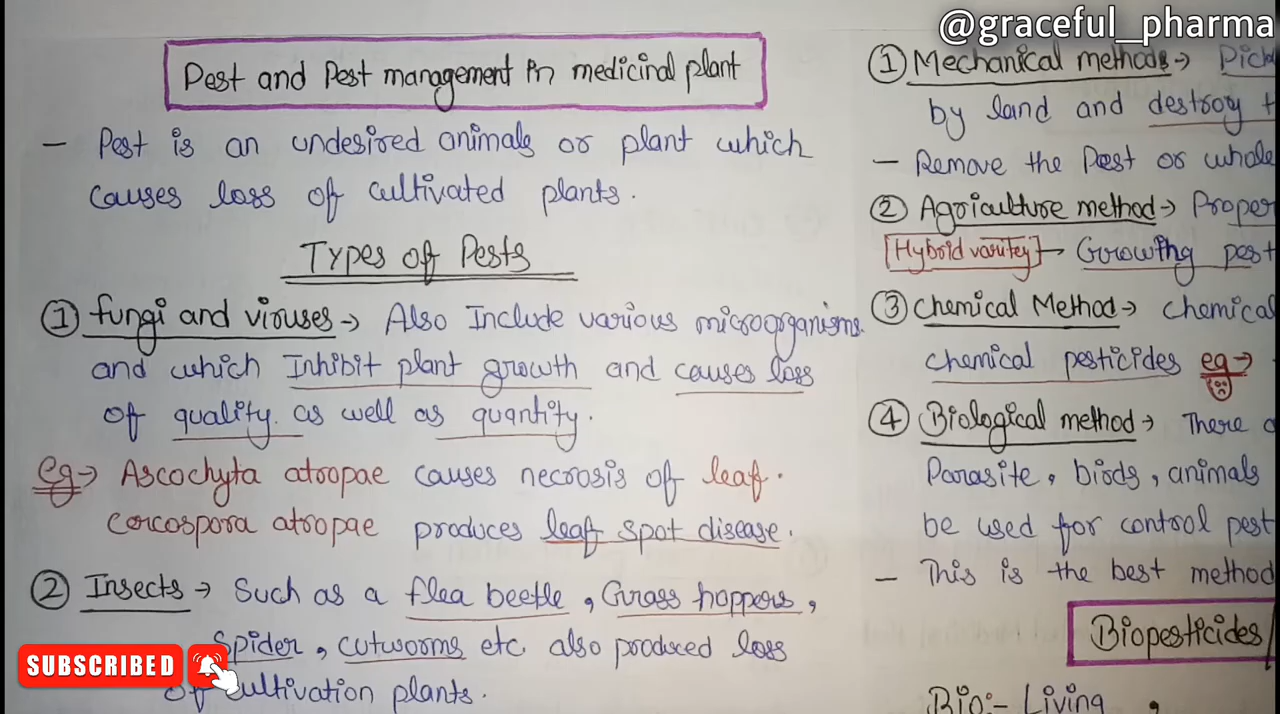 @graceful_pharma
Pest and Pest management in medicinal plant
- Pest is an undesired animals or plant which
causes loss of cultivated plants.
Types of Pests
① fungi and viruses → Also Include various microorganisms
and which Inhibit plant growth and causes loss
of quality as well as quantity.
eg → Ascochyta atropae causes necrosis of leaf.
Corcospora atropae produces leaf spot disease.
② Insects → Such as a flea beetle, Grass hoppers,
Spider, cutworms etc also produced loss
of cultivation plants.
SUBSCRIBED
① Mechanical methods →
by land and destroy
- Remove the Pest or whole
② Agriculture method → Proper
[Hybrid varitey] → Growing pest
③ Chemical Method → Chemical
chemical pesticides eg →
④ Biological method → There
Parasite, birds, animals
be used for control pest
- This is the best method
Biopesticides
Bio:- Living